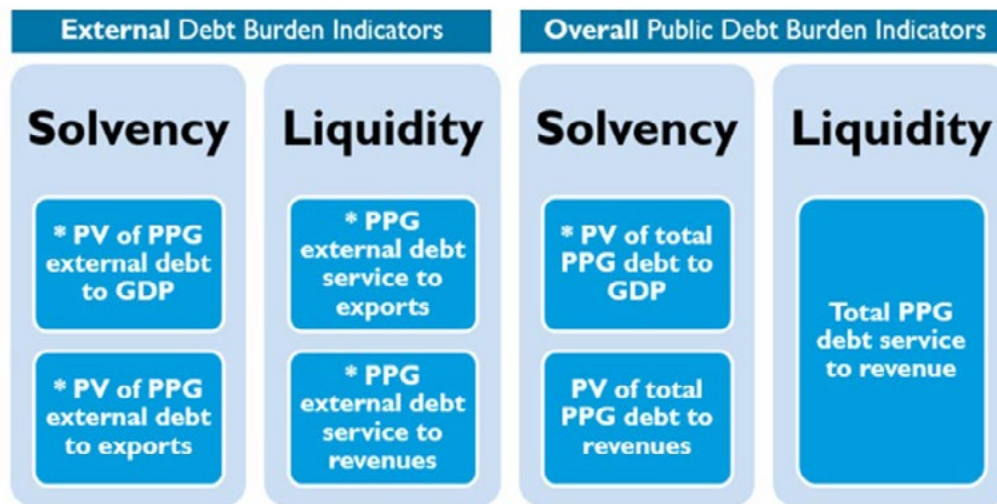 External Debt Burden Indicators
Overall Public Debt Burden Indicators
Solvency
* PV of PPG
external debt
to GDP
* PV of PPG
external debt
to exports
Liquidity
* PPG
external debt
service to
exports
* PPG
external debt
service to
revenues
Solvency
* PV of total
PPG debt to
GDP
PV of total
PPG debt to
revenues
Liquidity
Total PPG
debt service
to revenue